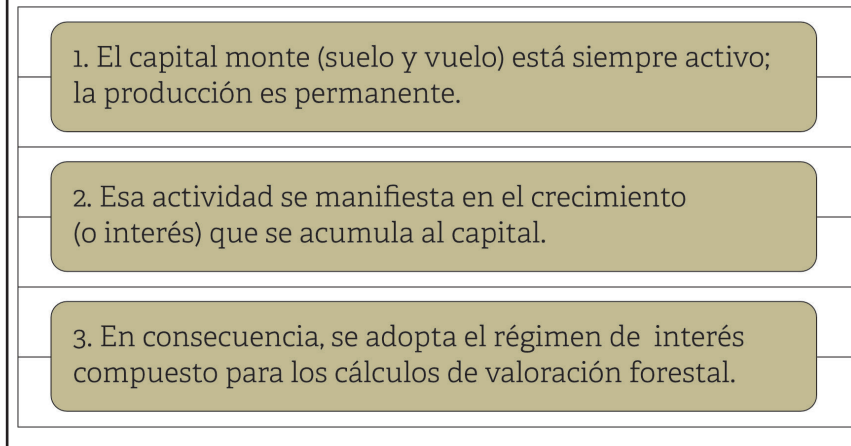 1. El capital monte (suelo y vuelo) está siempre activo;
la producción es permanente.
2. Esa actividad se manifiesta en el crecimiento
(o interés) que se acumula al capital.
3. En consecuencia, se adopta el régimen de interés
compuesto para los cálculos de valoración forestal.